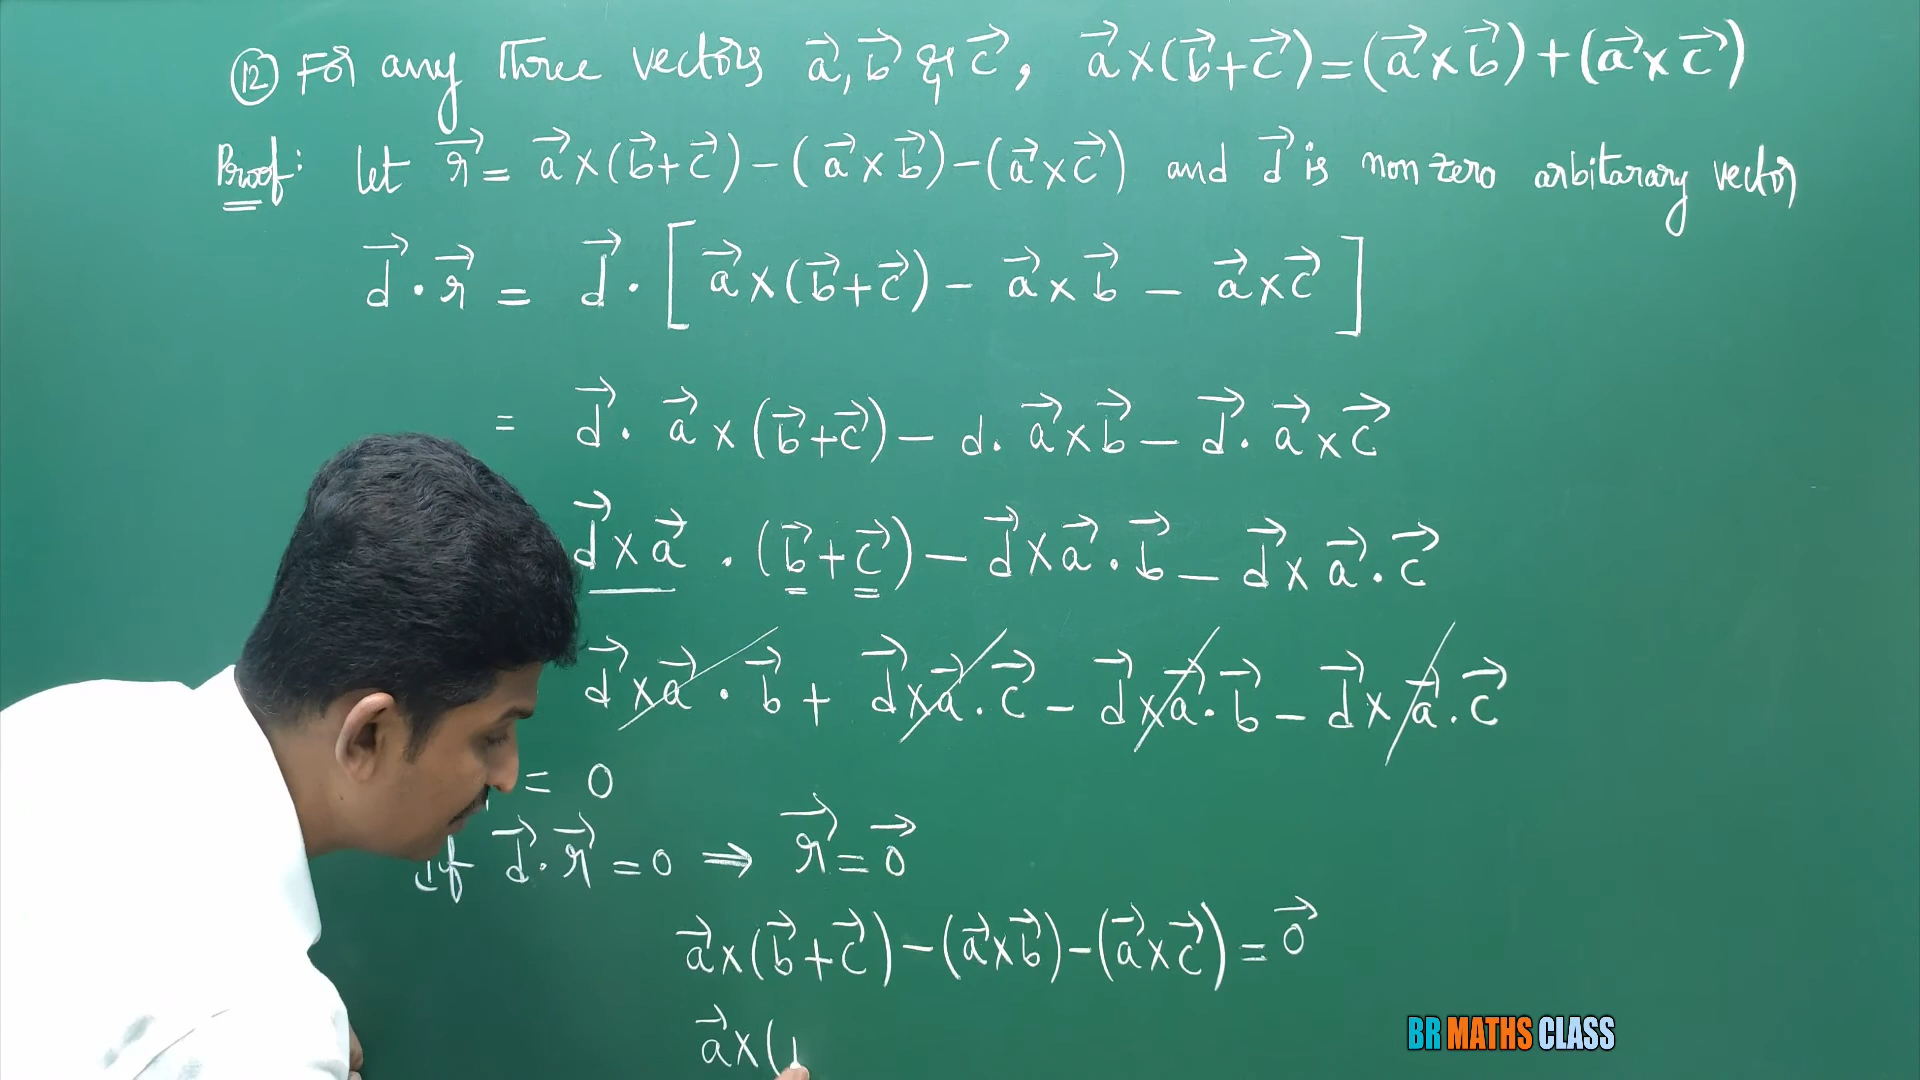 ⑫ For any Three vectors a⃗, b⃗ & c⃗, a⃗×(b⃗+c⃗)=(a⃗×b⃗)+(a⃗×c⃗)
Proof: let r⃗ = a⃗×(b⃗+c⃗)-(a⃗×b⃗)-(a⃗×c⃗) and d⃗ is non zero arbitarary vector
d⃗·r⃗ = d⃗·[a⃗×(b⃗+c⃗)- a⃗×b⃗ - a⃗×c⃗]
= d⃗· a⃗×(b⃗+c⃗)- d· a⃗×b⃗ - d⃗· a⃗×c⃗
d⃗×a⃗ ·(b⃗+c⃗)- d⃗×a⃗·b⃗ - d⃗×a⃗·c⃗
d⃗×a⃗·b⃗ + d⃗×a⃗·c⃗ - d⃗×a⃗·b⃗ - d⃗×a⃗·c⃗
= 0
if d⃗·r⃗ = 0 ⇒ r⃗ = 0⃗
a⃗×(b⃗+c⃗)-(a⃗×b⃗)-(a⃗×c⃗) = 0⃗
a⃗×(
BR MATHS CLASS